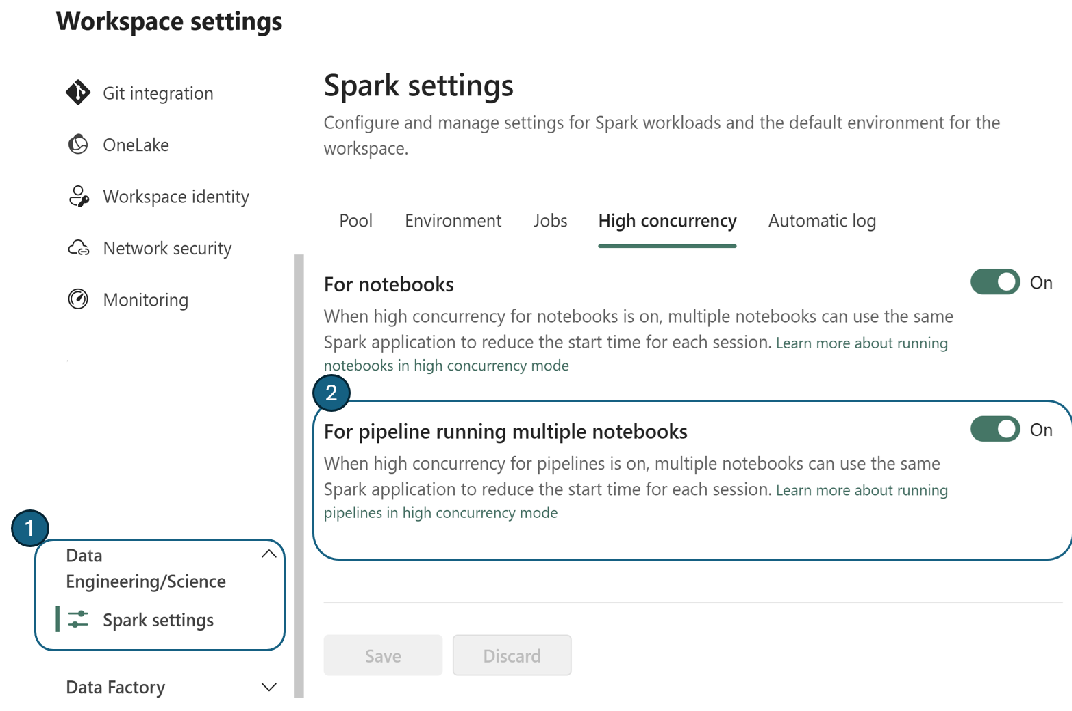 Workspace settings
Git integration
OneLake
Workspace identity
Network security
Monitoring
1
Data
Engineering/Science
Spark settings
Data Factory
Spark settings
Configure and manage settings for Spark workloads and the default environment for the
workspace.
Pool Environment Jobs High concurrency Automatic log
For notebooks
On
When high concurrency for notebooks is on, multiple notebooks can use the same
Spark application to reduce the start time for each session. Learn more about running
notebooks in high concurrency mode
2
For pipeline running multiple notebooks
On
When high concurrency for pipelines is on, multiple notebooks can use the same
Spark application to reduce the start time for each session. Learn more about running
pipelines in high concurrency mode
Save Discard